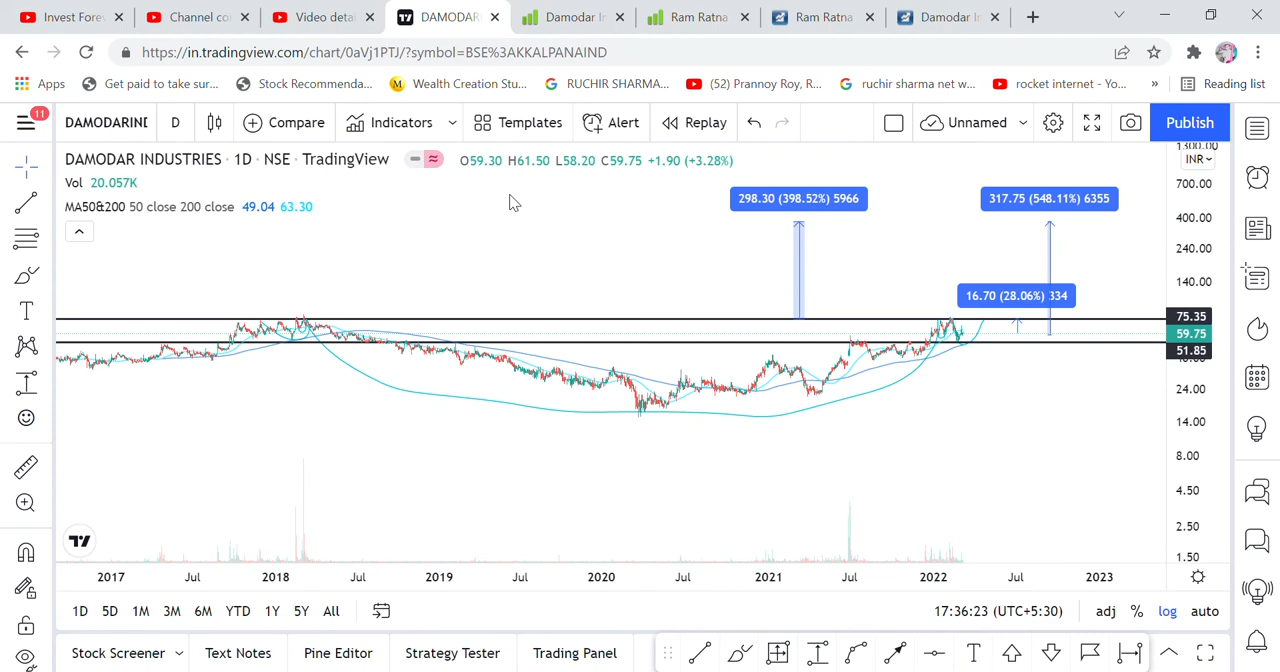 Invest Fore
Channel co
Video detai
DAMODAR
Damodar In
Ram Ratna
Ram Ratna
Damodar In
https://in.tradingview.com/chart/0aVj1PTJ/?symbol=BSE%3AKKALPANAIND
Apps
Get paid to take sur...
Stock Recommenda...
Wealth Creation Stu...
RUCHIR SHARMA...
(52) Prannoy Roy, R...
ruchir sharma net w...
rocket internet - Yo...
»
Reading list
11
DAMODARIND
D
Compare
Indicators
Templates
Alert
Replay
Unnamed
Publish
DAMODAR INDUSTRIES · 1D · NSE · TradingView
O59.30 H61.50 L58.20 C59.75 +1.90 (+3.28%)
Vol 20.057K
MA50&200 50 close 200 close 49.04 63.30
298.30 (398.52%) 5966
317.75 (548.11%) 6355
16.70 (28.06%) 334
1300.00
INR
700.00
400.00
240.00
140.00
75.35
59.75
51.85
24.00
14.00
8.00
4.50
2.50
1.50
2017 Jul 2018 Jul 2019 Jul 2020 Jul 2021 Jul 2022 Jul 2023
1D 5D 1M 3M 6M YTD 1Y 5Y All
17:36:23 (UTC+5:30)
adj % log auto
Stock Screener
Text Notes
Pine Editor
Strategy Tester
Trading Panel